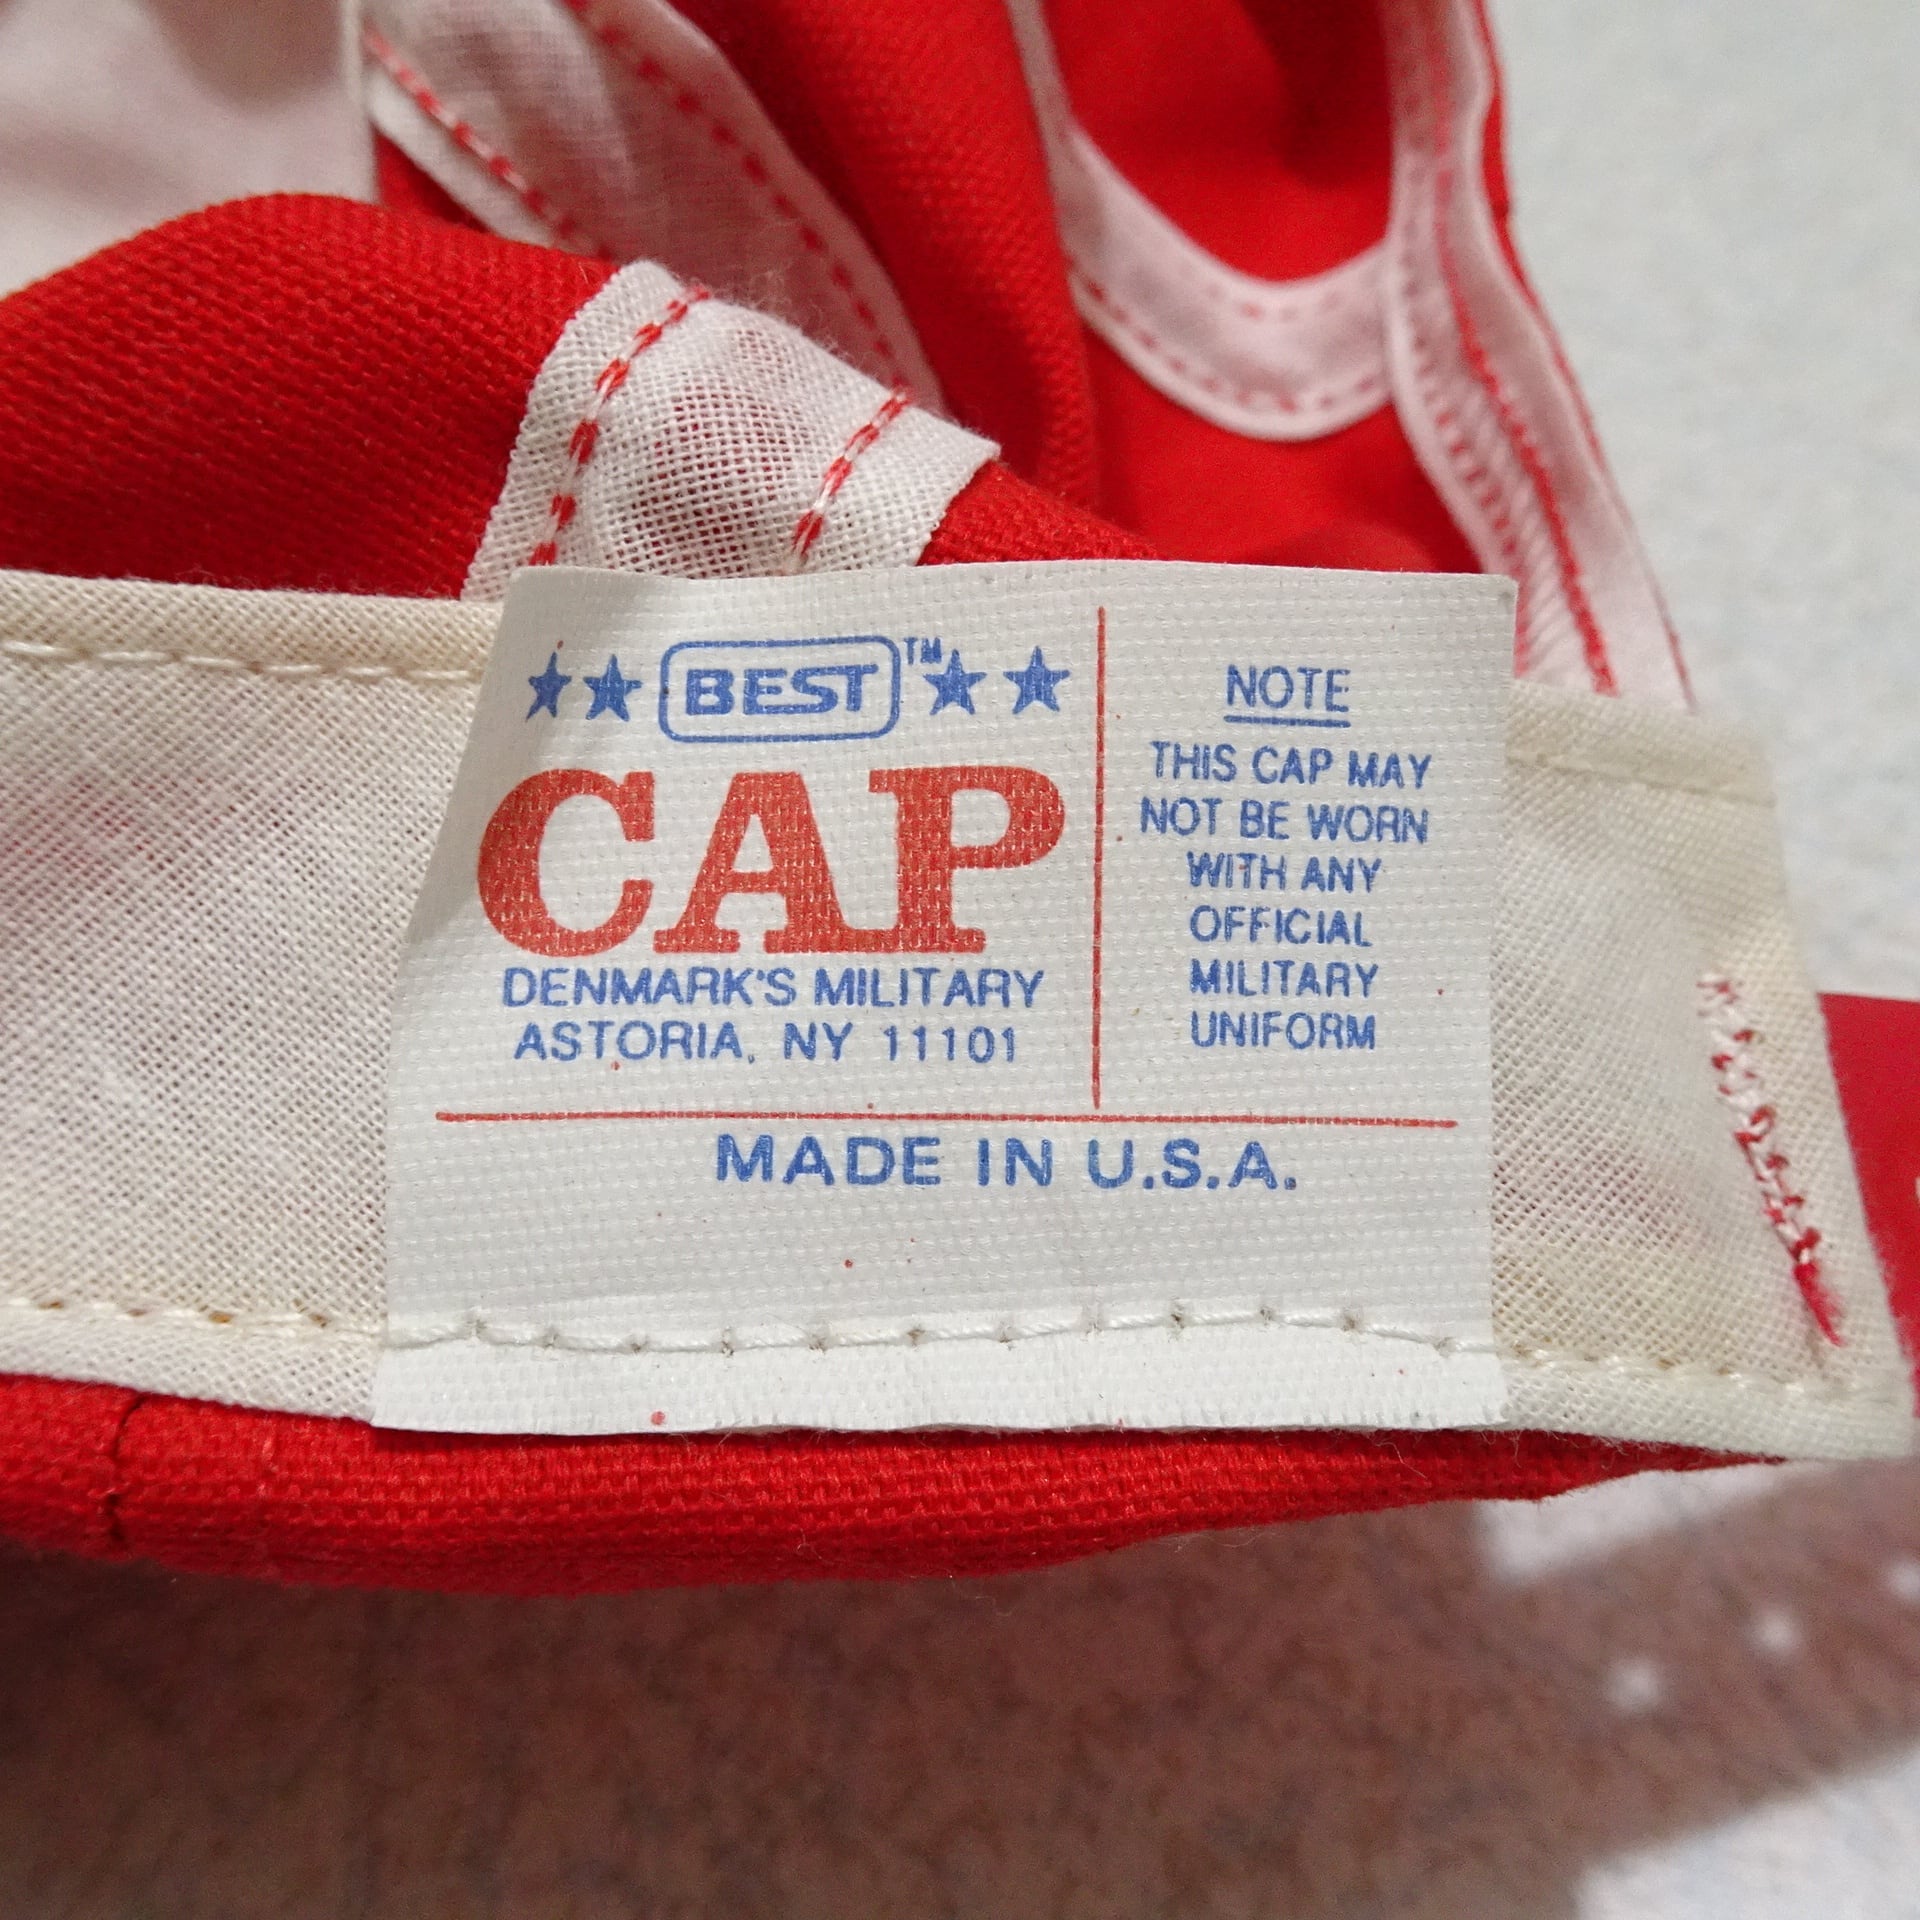 BEST™
CAP
DENMARK'S MILITARY
ASTORIA, NY 11101
NOTE
THIS CAP MAY
NOT BE WORN
WITH ANY
OFFICIAL
MILITARY
UNIFORM
MADE IN U.S.A.